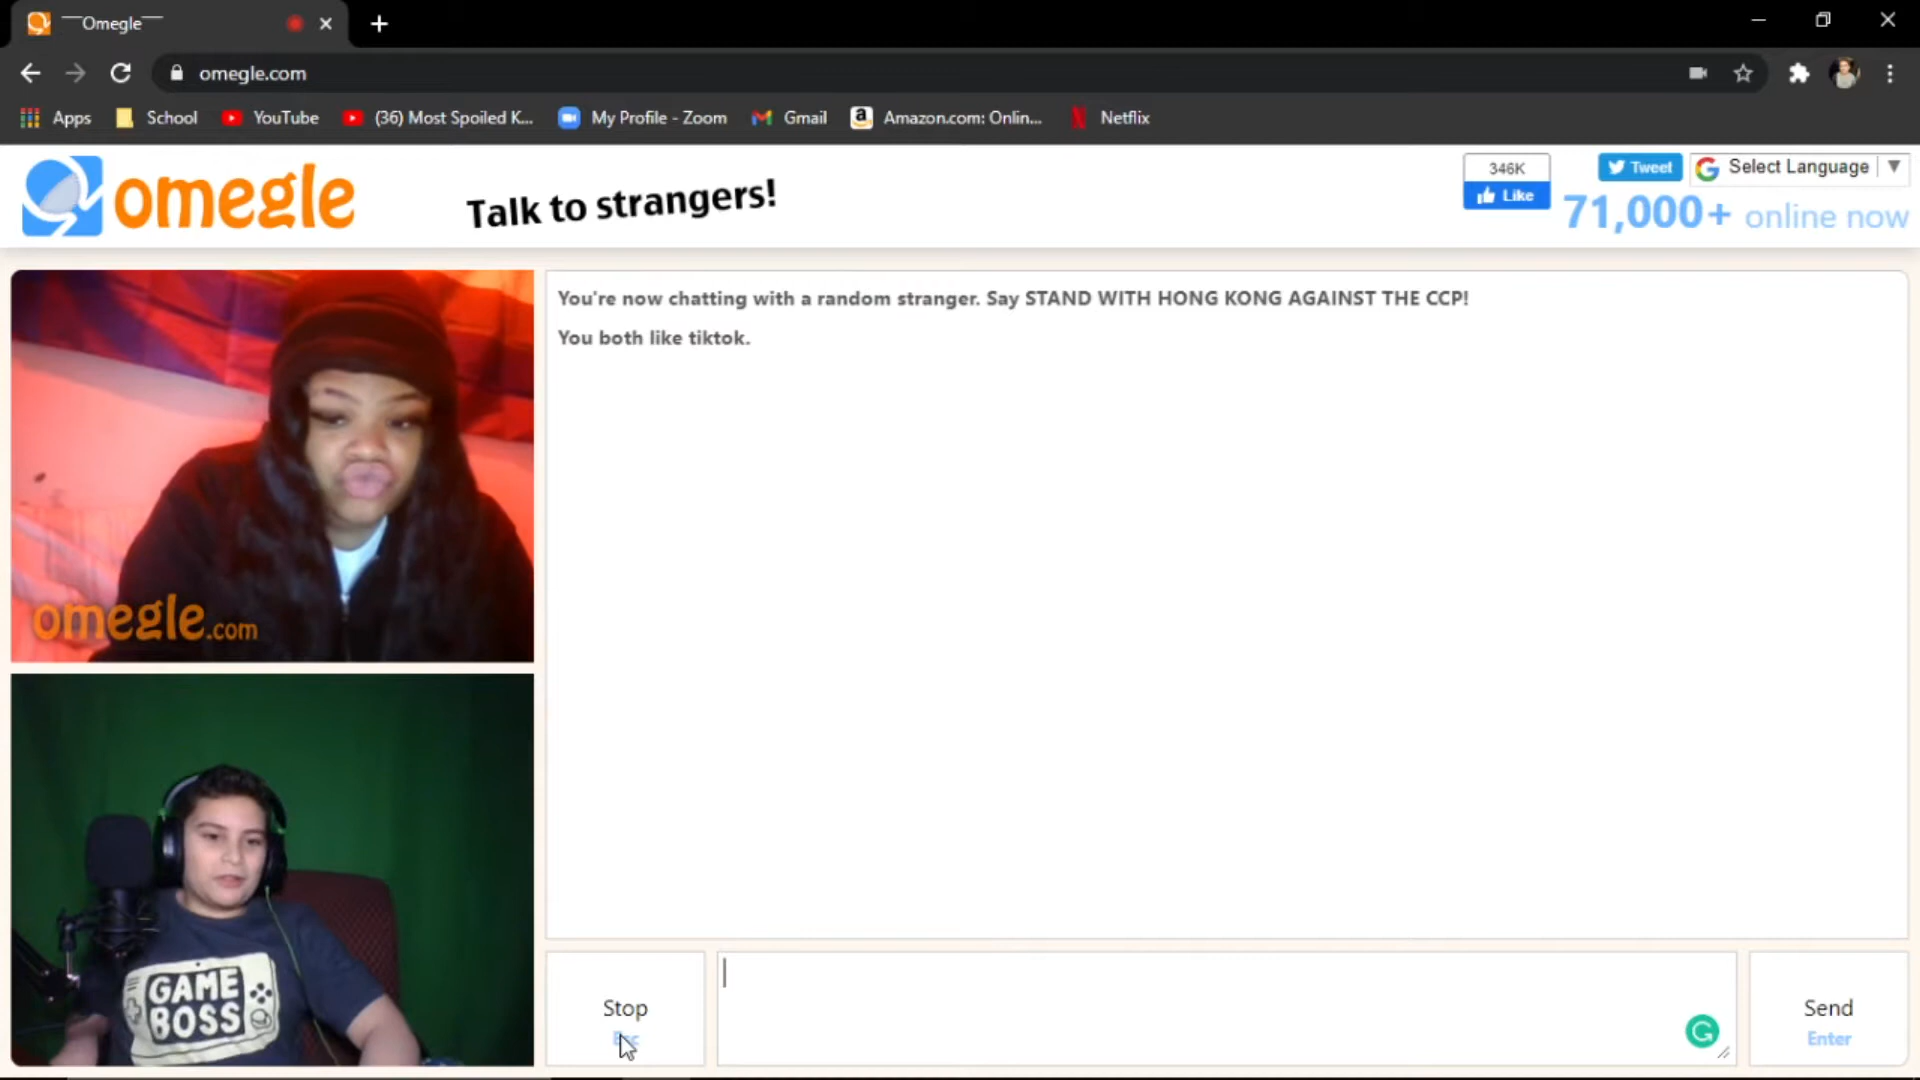 Omegle
omegle.com
Apps School YouTube (36) Most Spoiled K... My Profile - Zoom Gmail Amazon.com: Onlin... Netflix
omegle
Talk to strangers!
346K
Like
Tweet
Select Language
71,000+ online now
You're now chatting with a random stranger. Say STAND WITH HONG KONG AGAINST THE CCP!
You both like tiktok.
omegle.com
GAME
BOSS
Stop
Esc
Send
Enter